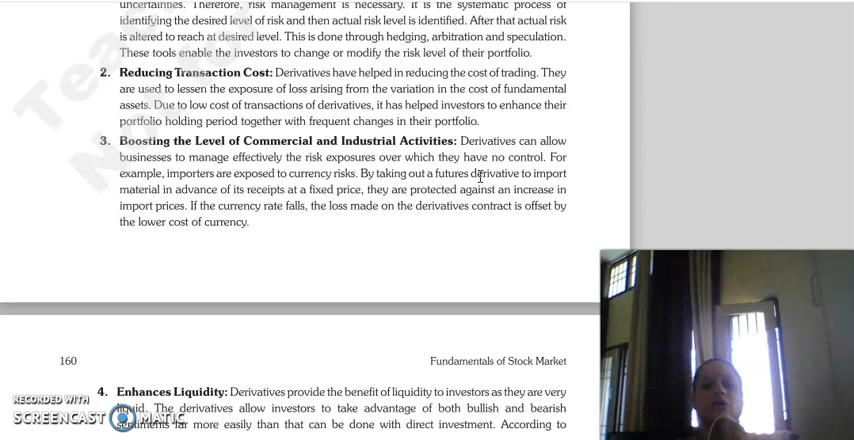 uncertainties. Therefore, risk management is necessary. It is the systematic process of
identifying the desired level of risk and then actual risk level is identified. After that actual risk
is altered to reach at desired level. This is done through hedging, arbitration and speculation.
These tools enable the investors to change or modify the risk level of their portfolio.
2. Reducing Transaction Cost: Derivatives have helped in reducing the cost of trading. They
are used to lessen the exposure of loss arising from the variation in the cost of fundamental
assets. Due to low cost of transactions of derivatives, it has helped investors to enhance their
portfolio holding period together with frequent changes in their portfolio.
3. Boosting the Level of Commercial and Industrial Activities: Derivatives can allow
businesses to manage effectively the risk exposures over which they have no control. For
example, importers are exposed to currency risks. By taking out a futures derivative to import
material in advance of its receipts at a fixed price, they are protected against an increase in
import prices. If the currency rate falls, the loss made on the derivatives contract is offset by
the lower cost of currency.
160 Fundamentals of Stock Market
4. Enhances Liquidity: Derivatives provide the benefit of liquidity to investors as they are very
liquid. The derivatives allow investors to take advantage of both bullish and bearish
sentiments far more easily than that can be done with direct investment. According to
RECORDED WITH
SCREENCAST MATIC